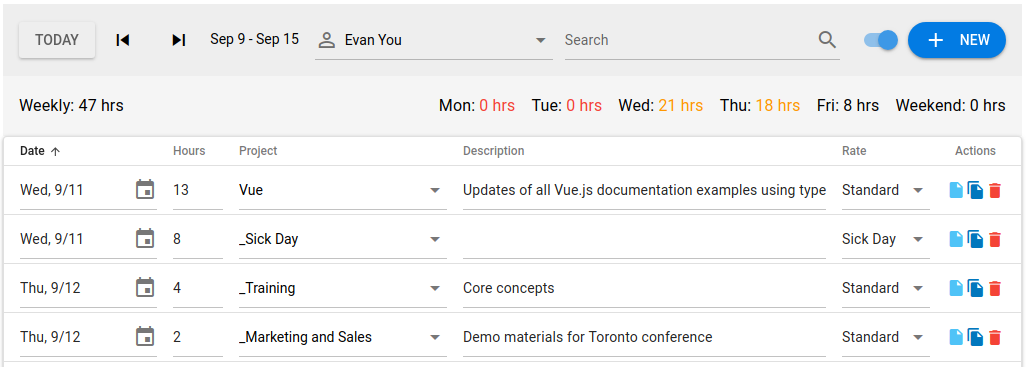 TODAY Sep 9 - Sep 15 Evan You Search NEW
Weekly: 47 hrs Mon: 0 hrs Tue: 0 hrs Wed: 21 hrs Thu: 18 hrs Fri: 8 hrs Weekend: 0 hrs
Date Hours Project Description Rate Actions
Wed, 9/11 13 Vue Updates of all Vue.js documentation examples using type Standard
Wed, 9/11 8 _Sick Day Sick Day
Thu, 9/12 4 _Training Core concepts Standard
Thu, 9/12 2 _Marketing and Sales Demo materials for Toronto conference Standard